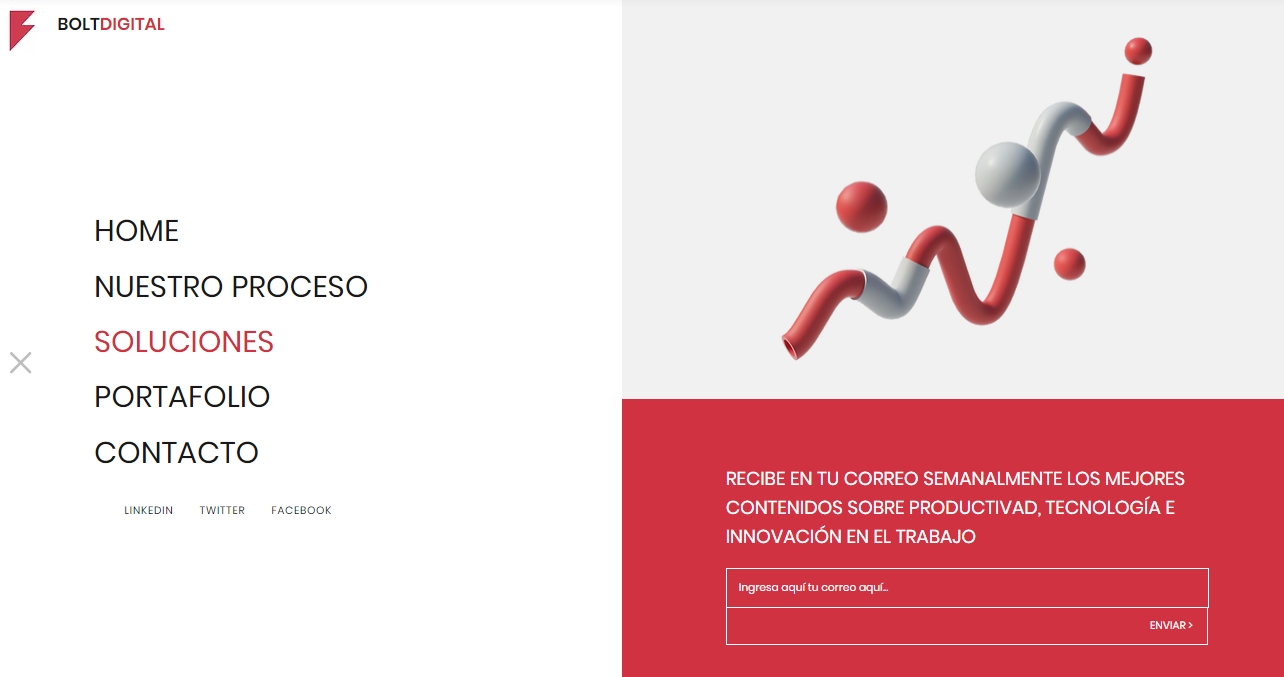 BOLTDIGITAL
HOME
NUESTRO PROCESO
SOLUCIONES
PORTAFOLIO
CONTACTO
LINKEDIN TWITTER FACEBOOK
RECIBE EN TU CORREO SEMANALMENTE LOS MEJORES
CONTENIDOS SOBRE PRODUCTIVAD, TECNOLOGÍA E
INNOVACIÓN EN EL TRABAJO
Ingresa aquí tu correo aquí...
ENVIAR >